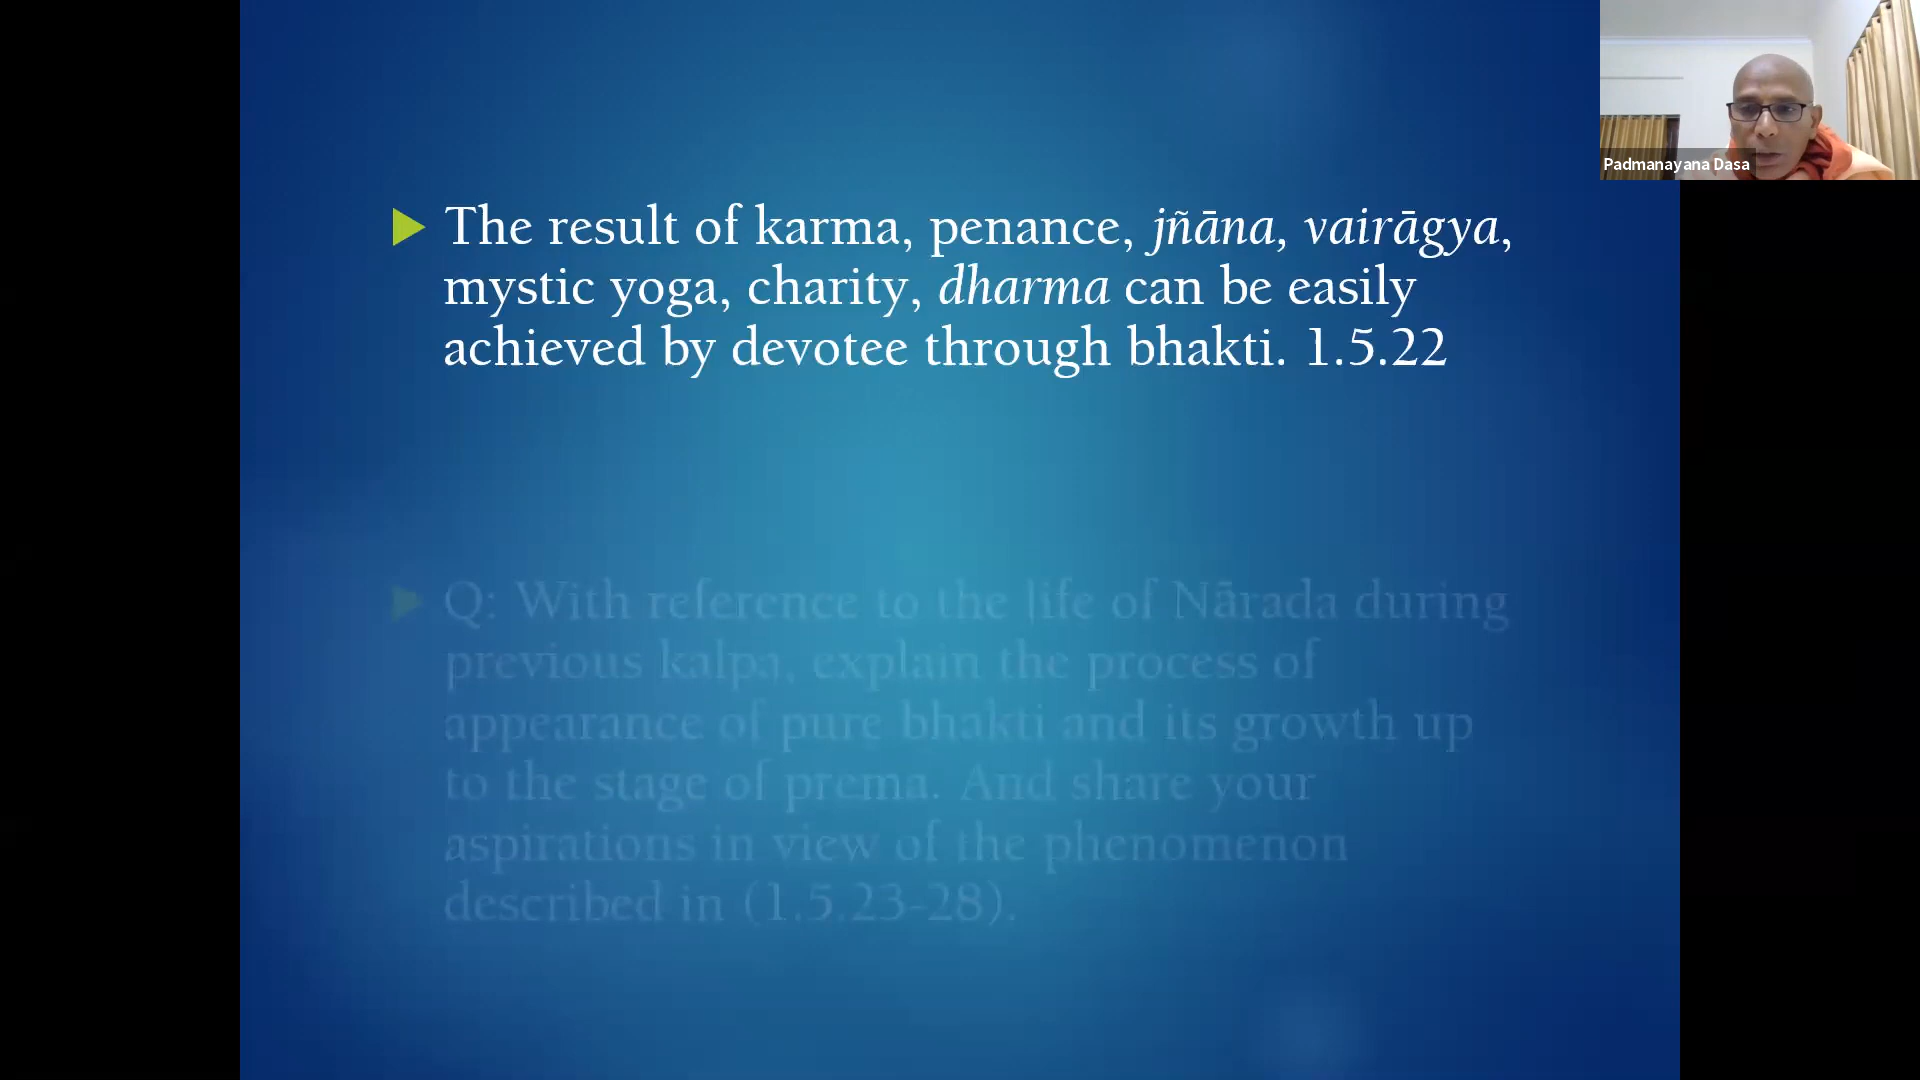 The result of karma, penance, jñāna, vairāgya,
mystic yoga, charity, dharma can be easily
achieved by devotee through bhakti. 1.5.22
Q: With reference to the life of Nārada during
previous kalpa, explain the process of
appearance of pure bhakti and its growth up
to the stage of prema. And share your
aspirations in view of the phenomenon
described in (1.5.23-28).
Padmanayana Dasa